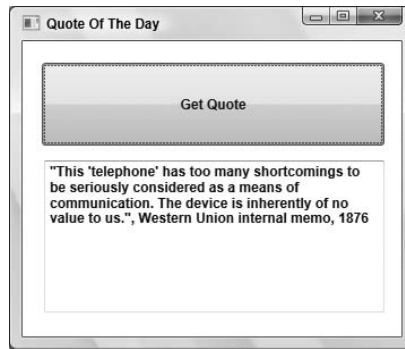 Quote Of The Day
Get Quote
"This 'telephone' has too many shortcomings to
be seriously considered as a means of
communication. The device is inherently of no
value to us.", Western Union internal memo, 1876